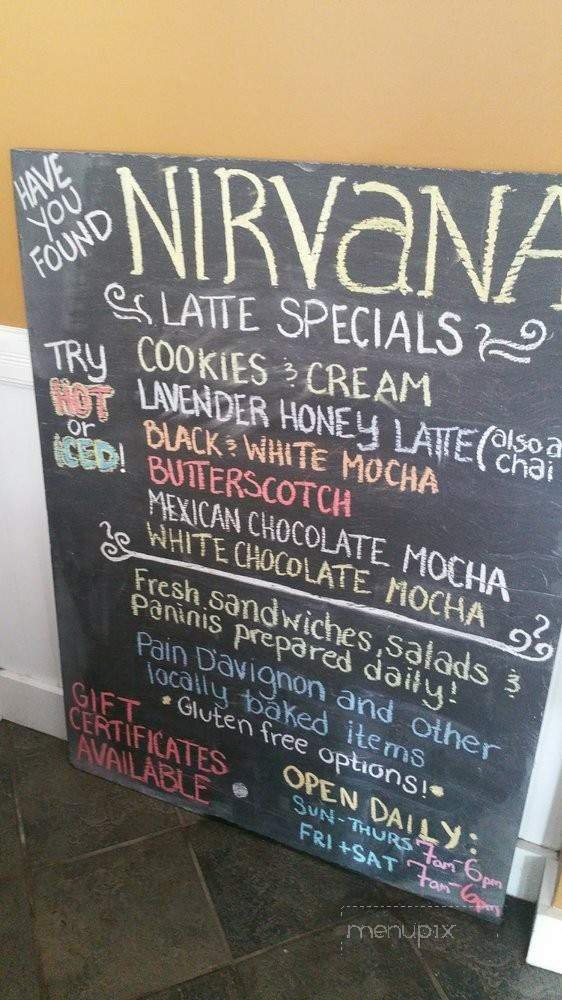 HAVE
YOU
FOUND
NIRVaNA
LATTE SPECIALS
TRY
HOT
or
iCED!
COOKIES & CREAM
LAVENDER HONEY LATTE (also a
chai
BLACK & WHITE MOCHA
BUTTERSCOTCH
MEXICAN CHOCOLATE MOCHA
WHITE CHOCOLATE MOCHA
Fresh sandwiches, salads &
Paninis prepared daily!
Pain D'avignon and other
locally baked items
*Gluten free options!*
GIFT
CERTIFICATES
AVAILABLE
OPEN DAILY:
SUN-THURS 7am-6pm
FRI + SAT 7am-6pm
menupix